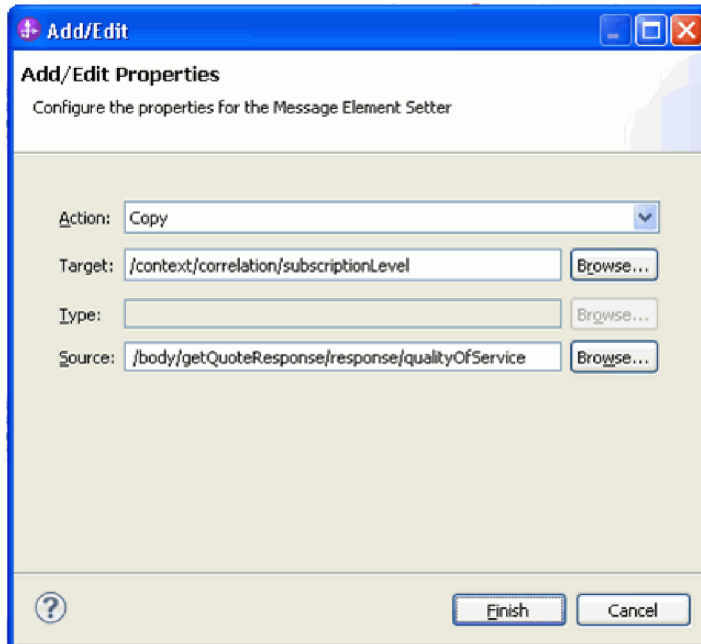 Add/Edit
Add/Edit Properties
Configure the properties for the Message Element Setter
Action: Copy
Target: /context/correlation/subscriptionLevel Browse...
Type: Browse...
Source: /body/getQuoteResponse/response/qualityOfService Browse...
? Finish Cancel